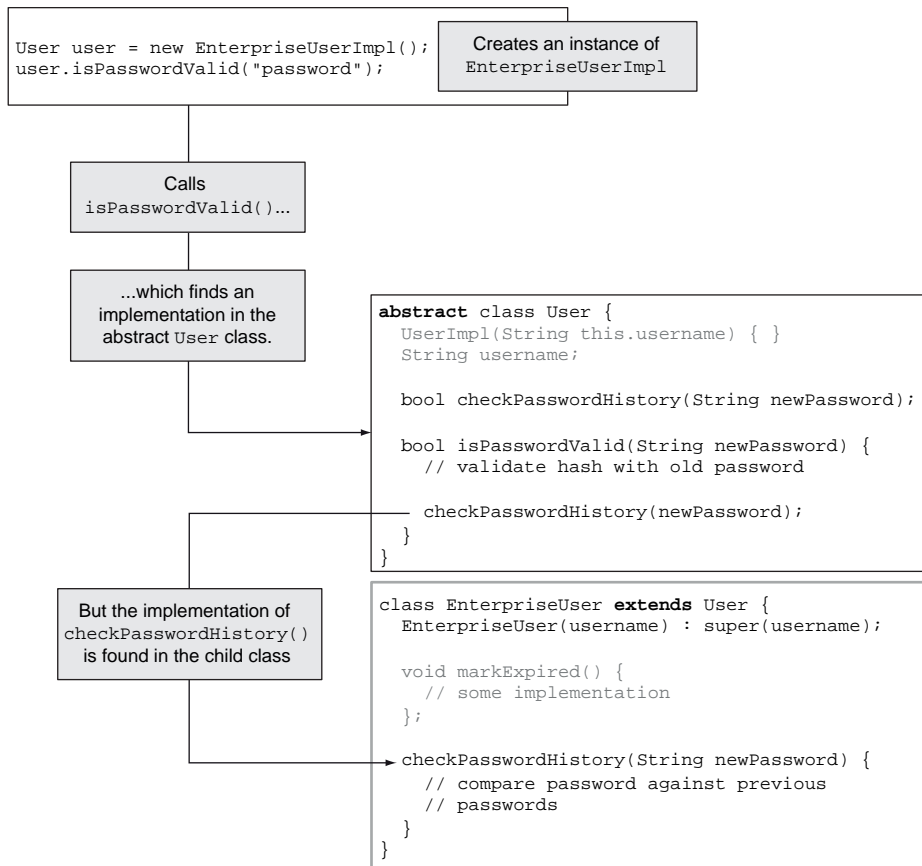 User user = new EnterpriseUserImpl();
user.isPasswordValid("password");
Creates an instance of
EnterpriseUserImpl
Calls
isPasswordValid()...
...which finds an
implementation in the
abstract User class.
abstract class User {
UserImpl(String this.username) { }
String username;
bool checkPasswordHistory(String newPassword);
bool isPasswordValid(String newPassword) {
// validate hash with old password
checkPasswordHistory(newPassword);
}
}
But the implementation of
checkPasswordHistory()
is found in the child class
class EnterpriseUser extends User {
EnterpriseUser(username) : super(username);
void markExpired() {
// some implementation
};
checkPasswordHistory(String newPassword) {
// compare password against previous
// passwords
}
}